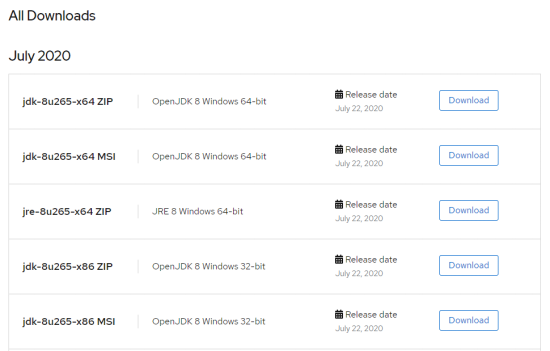 All Downloads
July 2020
jdk-8u265-x64 ZIP OpenJDK 8 Windows 64-bit Release date Download
July 22, 2020
jdk-8u265-x64 MSI OpenJDK 8 Windows 64-bit Release date Download
July 22, 2020
jre-8u265-x64 ZIP JRE 8 Windows 64-bit Release date Download
July 22, 2020
jdk-8u265-x86 ZIP OpenJDK 8 Windows 32-bit Release date Download
July 22, 2020
jdk-8u265-x86 MSI OpenJDK 8 Windows 32-bit Release date Download
July 22, 2020